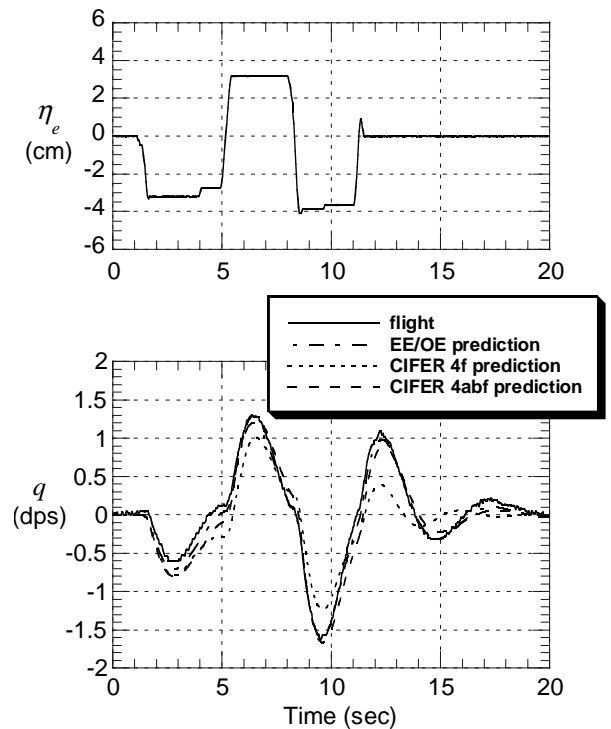 6
4
2
0
-2
-4
-6
ηe
(cm)
0 5 10 15 20
flight
EE/OE prediction
CIFER 4f prediction
CIFER 4abf prediction
2
1.5
1
0.5
0
-0.5
-1
-1.5
-2
q
(dps)
0 5 10 15 20
Time (sec)